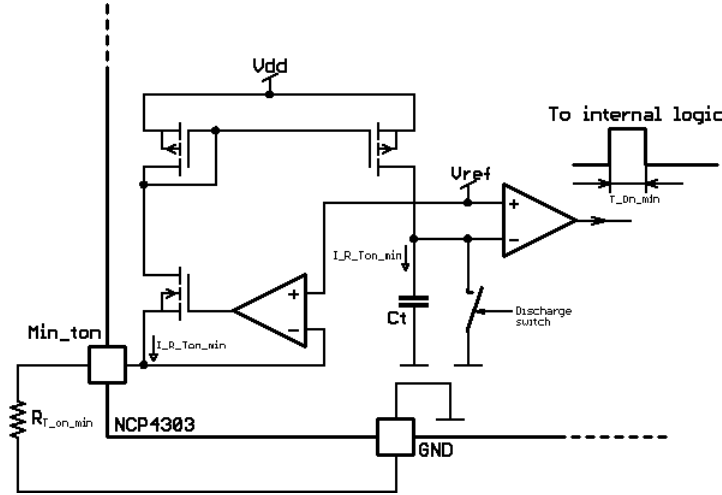 Vdd
To internal logic
Vref
T_On_min
+
−
I_R_Ton_min
+
−
Ct
Discharge
switch
Min_ton
I_R_Ton_min
RT_on_min
NCP4303
GND